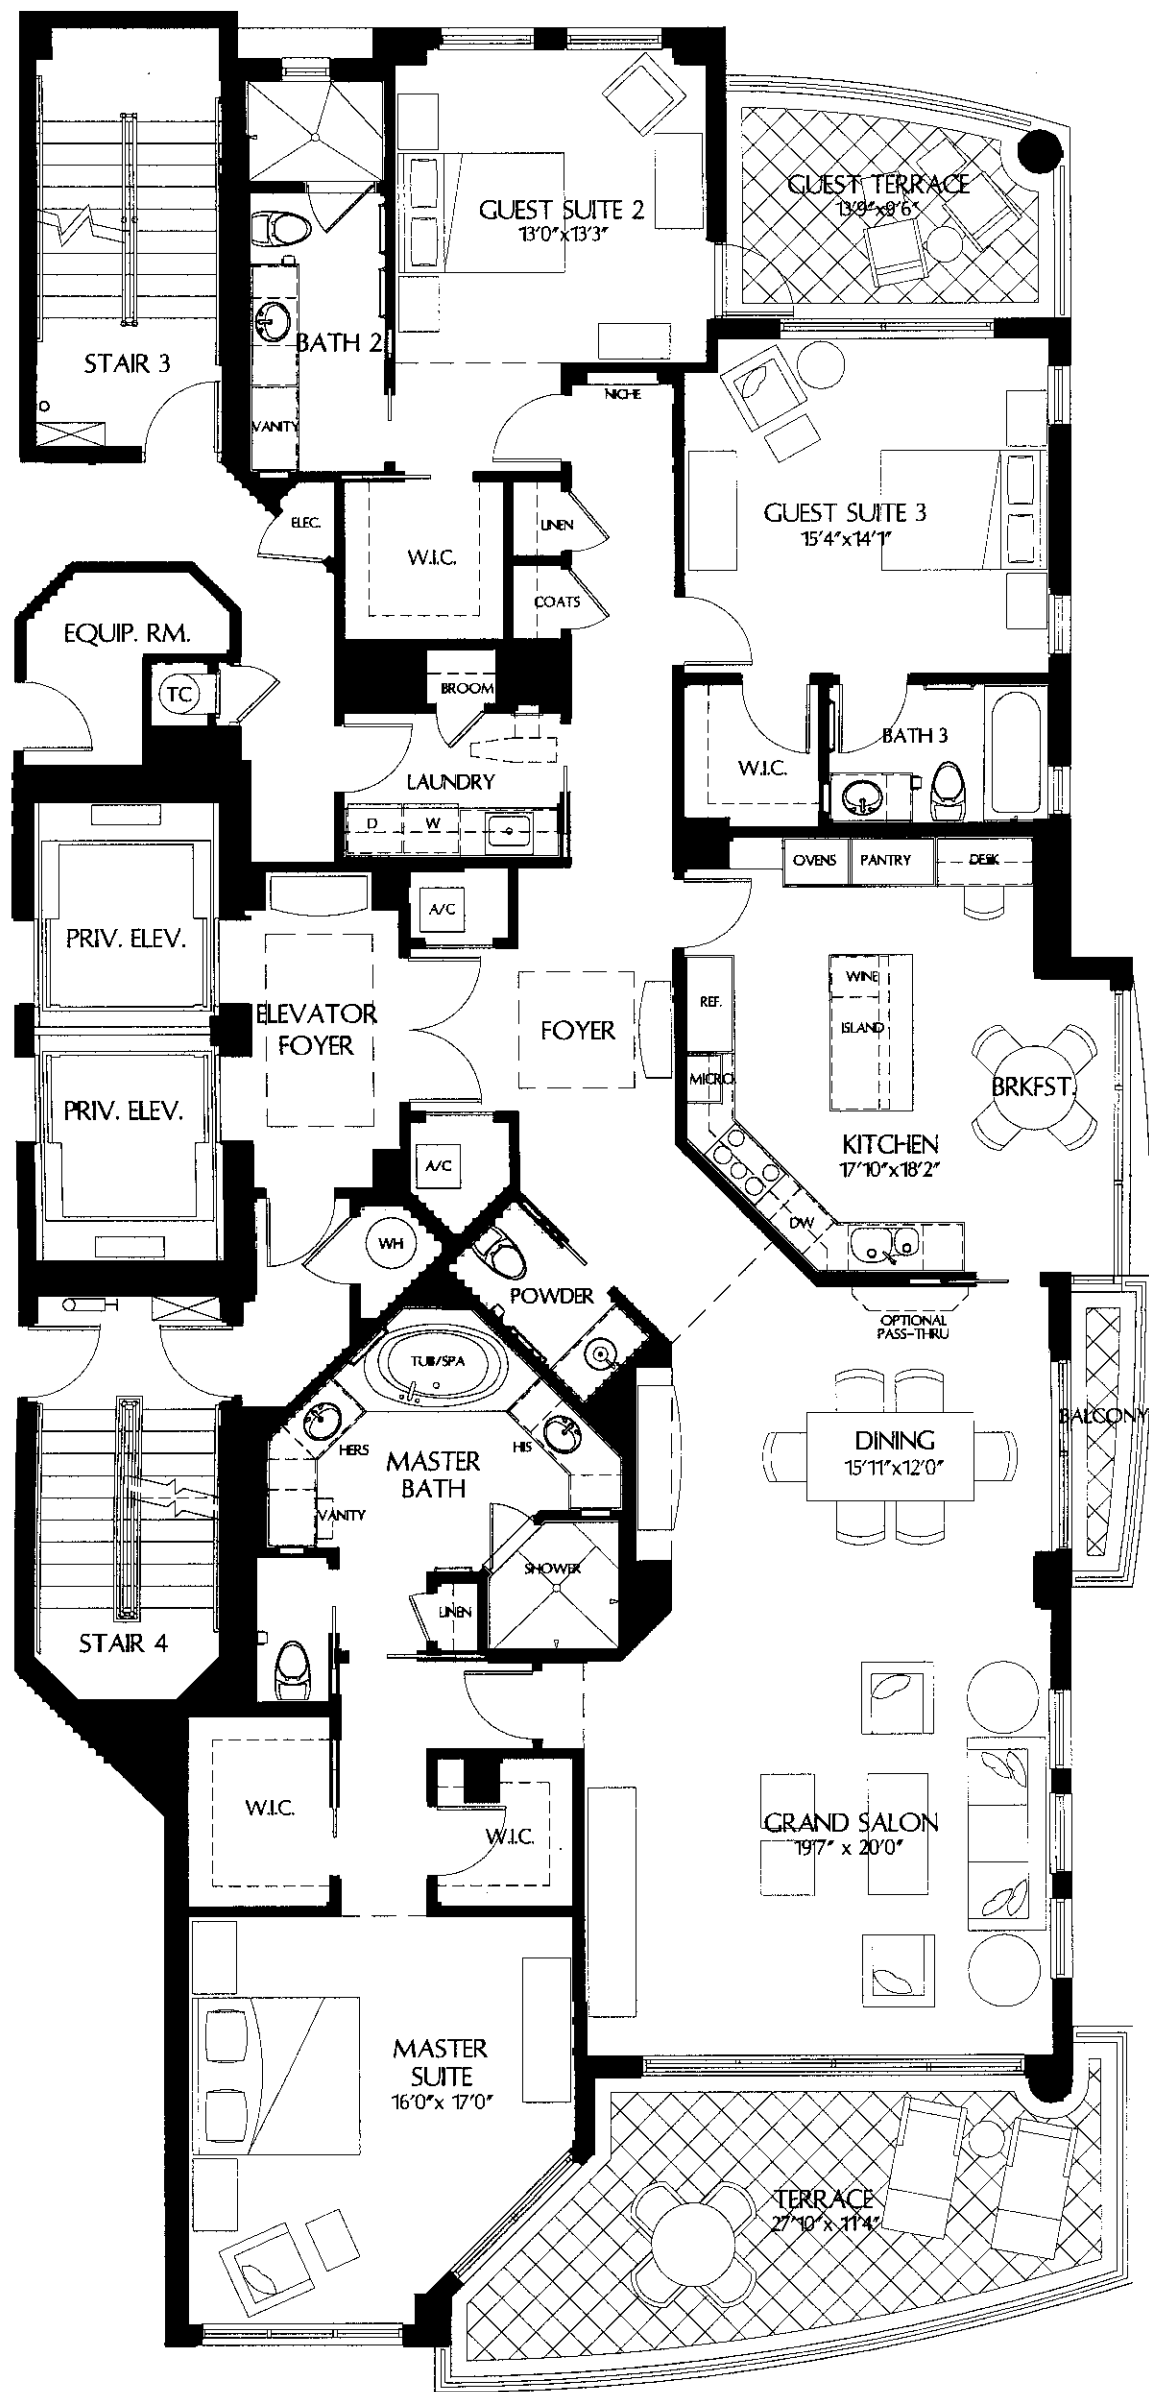 GUEST TERRACE
13'9"x9'6"
GUEST SUITE 2
13'0"x13'3"
BATH 2
STAIR 3
NICHE
VANITY
GUEST SUITE 3
15'4"x14'1"
ELEC.
LINEN
W.I.C.
COATS
EQUIP. RM.
TC
BROOM
BATH 3
W.I.C.
LAUNDRY
D
W
OVENS
PANTRY
DESK
A/C
PRIV. ELEV.
WINE
REF.
ELEVATOR
FOYER
FOYER
ISLAND
MICRO.
BRKFST.
PRIV. ELEV.
KITCHEN
17'10"x18'2"
A/C
DW
WH
POWDER
OPTIONAL
PASS-THRU
TUB/SPA
BALCONY
HERS
HIS
DINING
15'11"x12'0"
MASTER
BATH
VANITY
SHOWER
LINEN
STAIR 4
W.I.C.
W.I.C.
GRAND SALON
19'7" x 20'0"
MASTER
SUITE
16'0"x 17'0"
TERRACE
27'10"x 11'4"